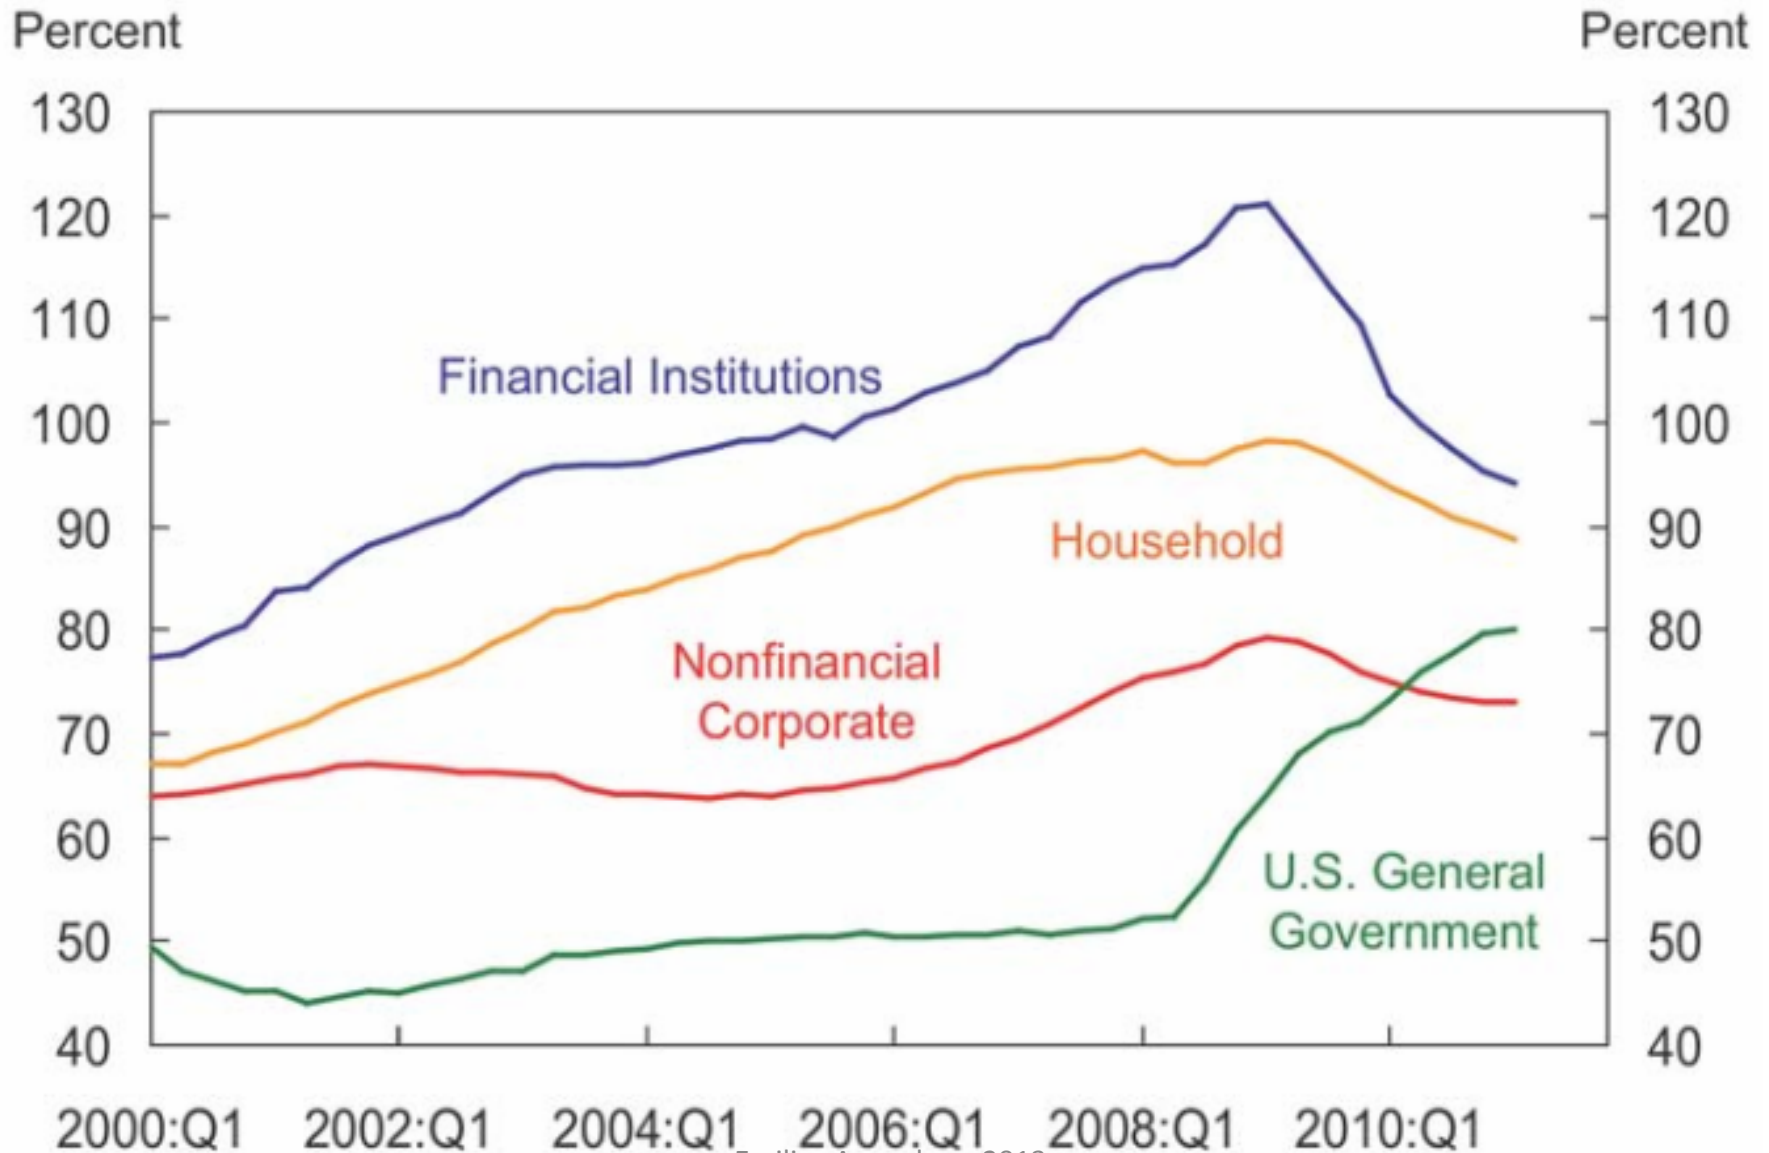 Percent Percent
130 130
120 120
110 110
Financial Institutions
100 100
90 90
Household
80 80
Nonfinancial
Corporate
70 70
60 60
U.S. General
Government
50 50
40 40
2000:Q1 2002:Q1 2004:Q1 2006:Q1 2008:Q1 2010:Q1